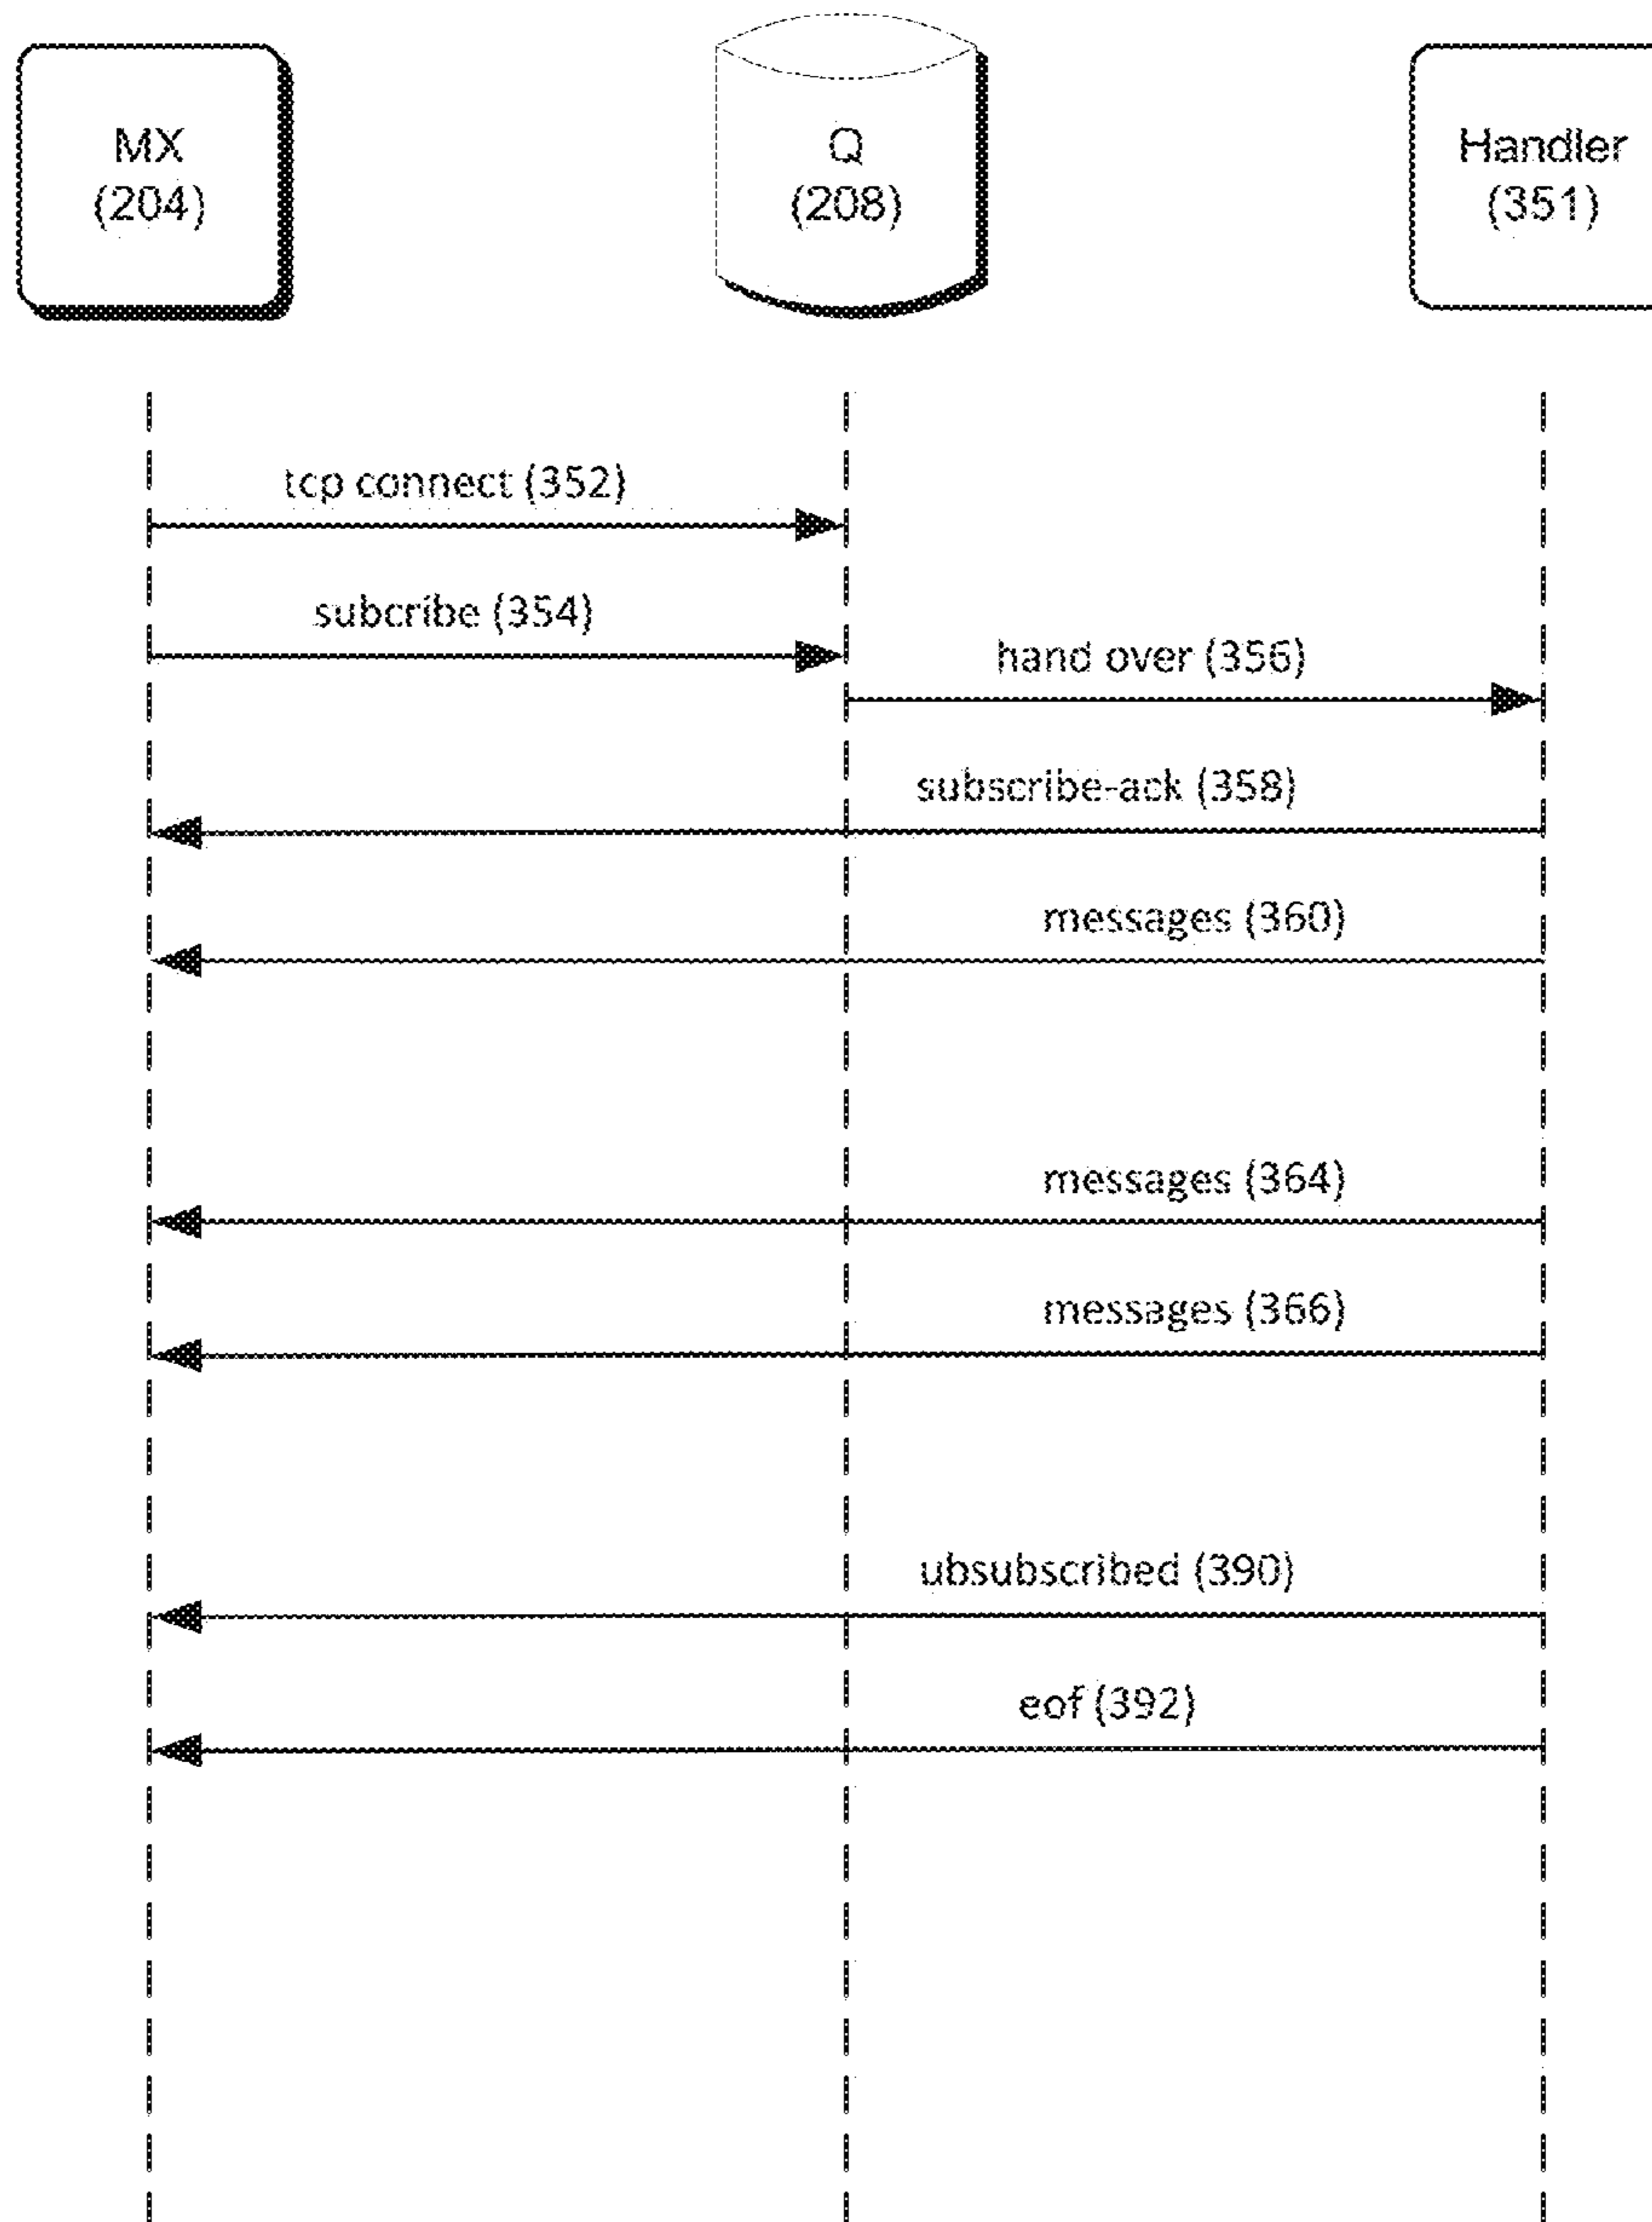 MX
(204)
Q
(208)
Handler
(351)
tcp connect (352)
subcribe (354)
hand over (356)
subscribe-ack (358)
messages (360)
messages (364)
messages (366)
ubsubscribed (390)
eof (392)